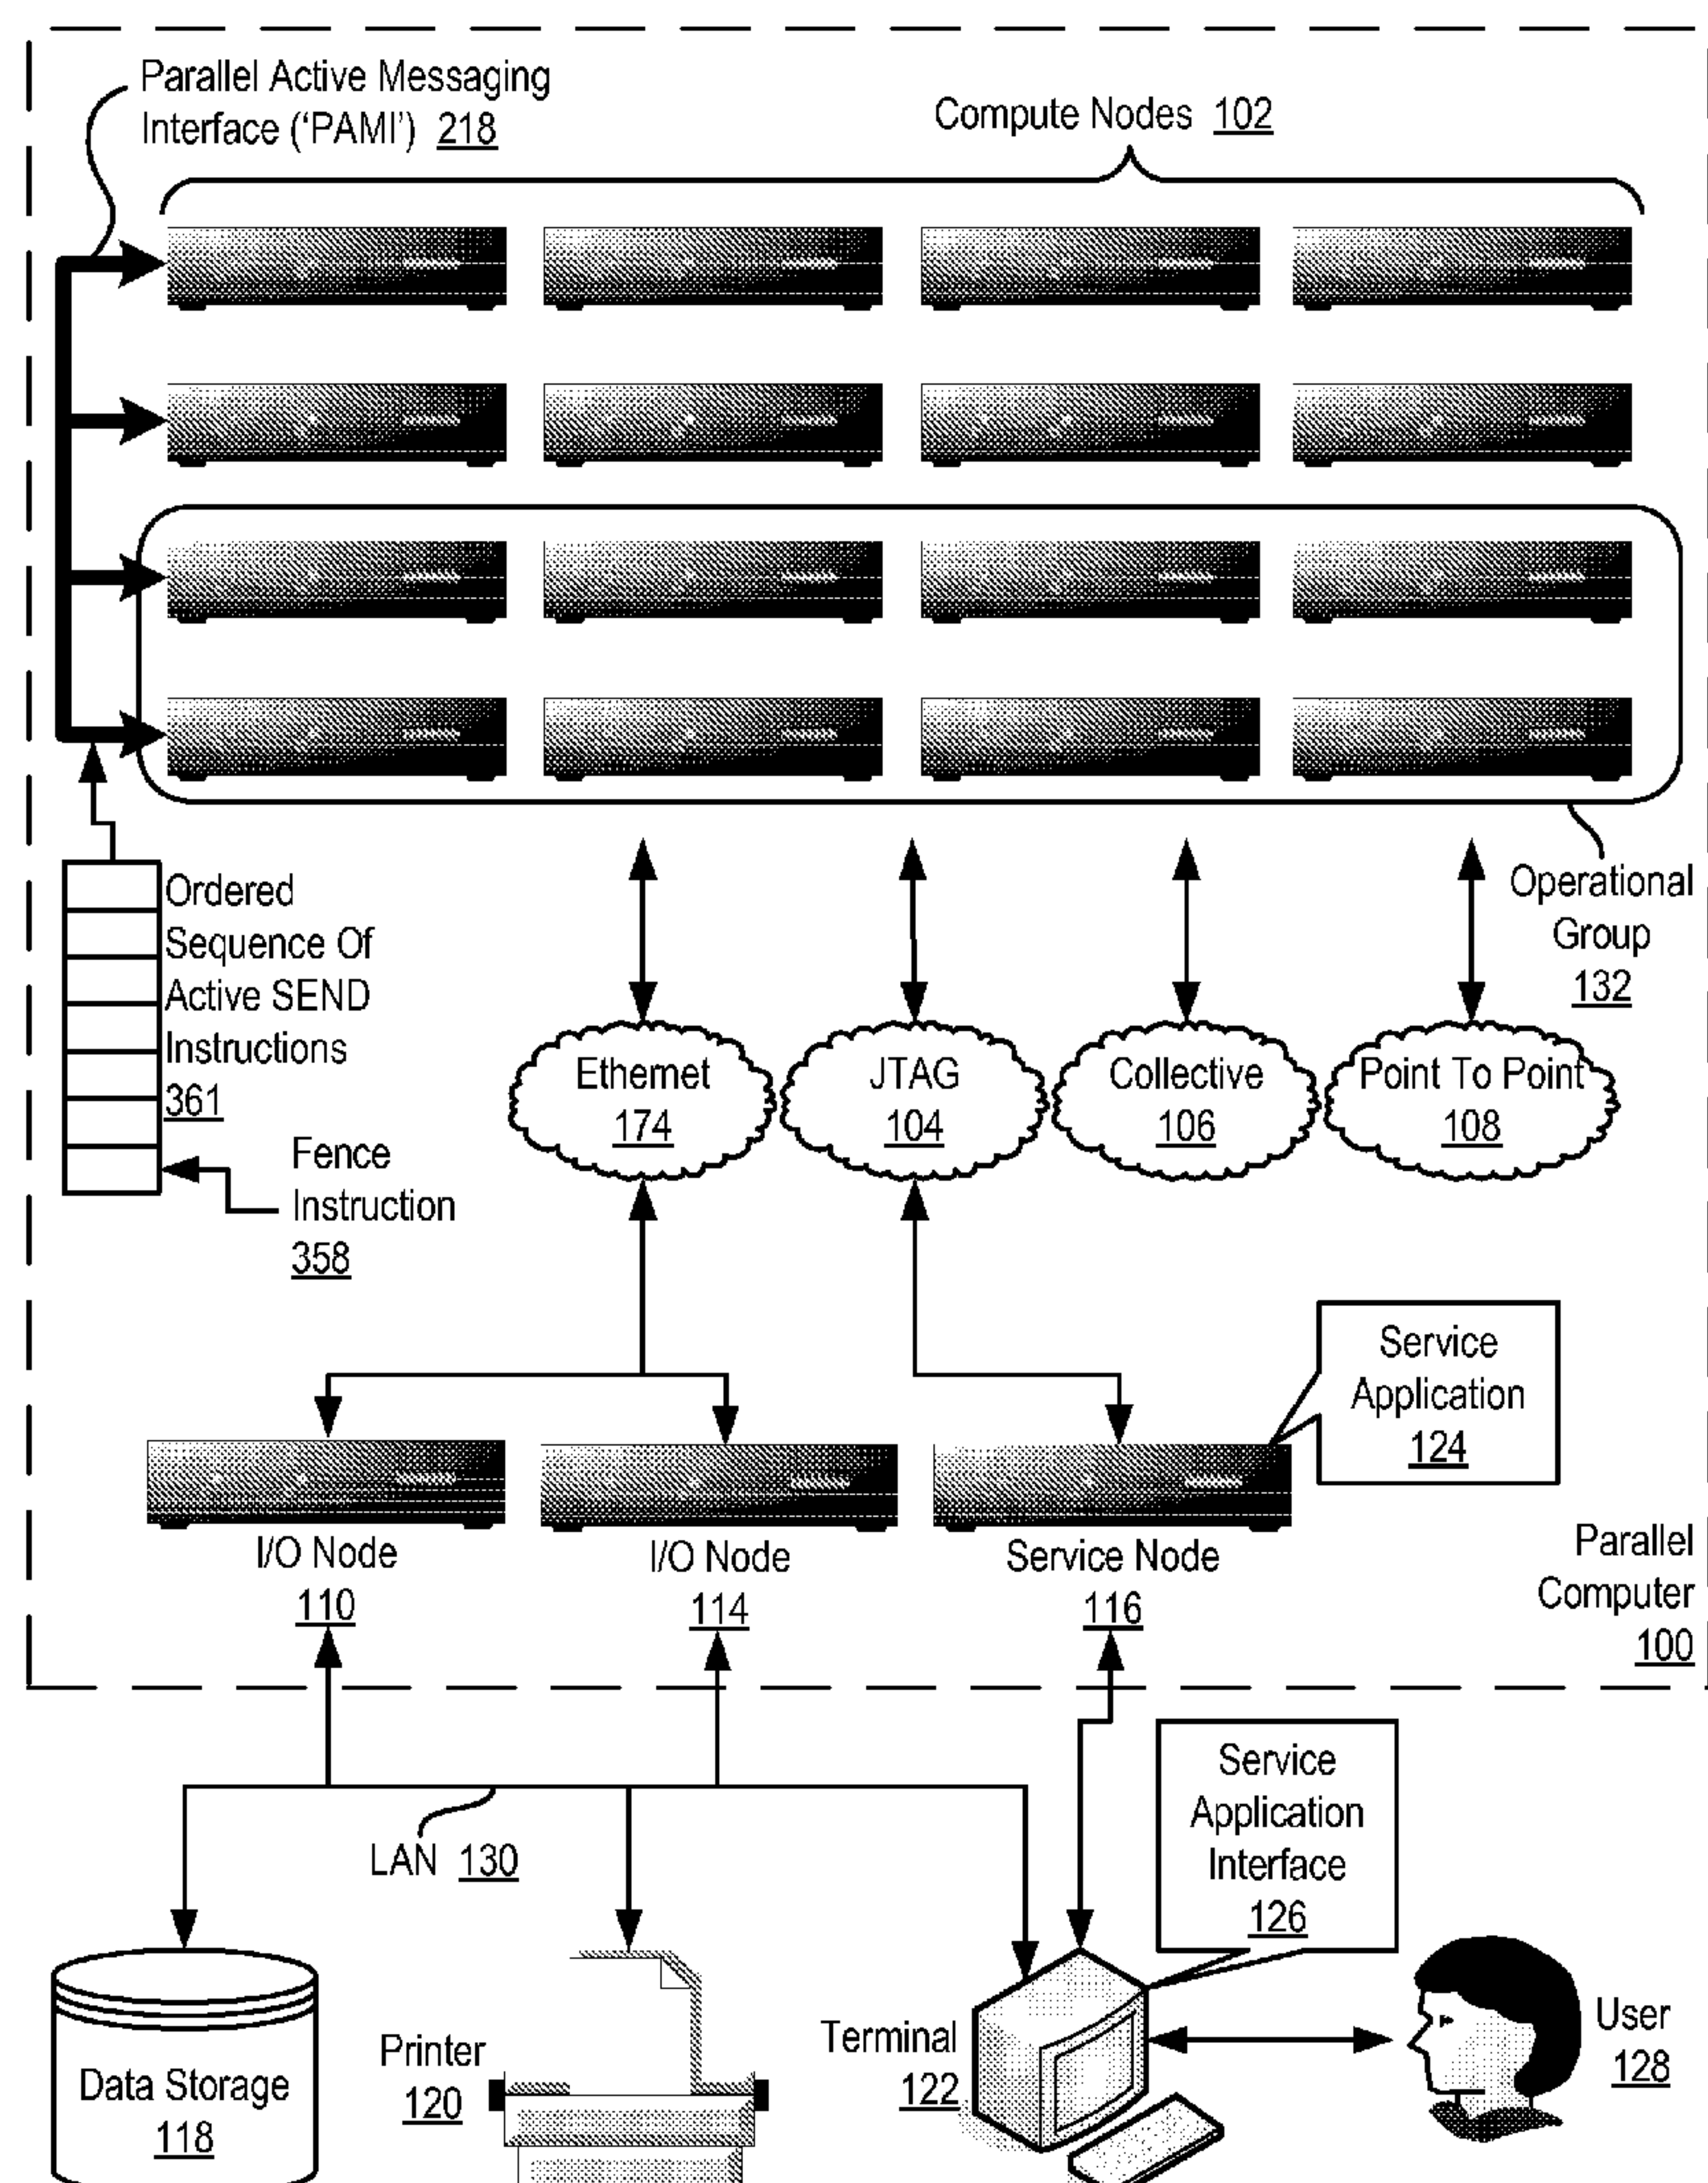 Parallel Active Messaging
Interface (‘PAMI’) 218
Compute Nodes 102
Ordered
Sequence Of
Active SEND
Instructions
361
Fence
Instruction
358
Operational
Group
132
Ethernet
174
JTAG
104
Collective
106
Point To Point
108
Service
Application
124
I/O Node
110
I/O Node
114
Service Node
116
Parallel
Computer
100
LAN 130
Service
Application
Interface
126
Data Storage
118
Printer
120
Terminal
122
User
128